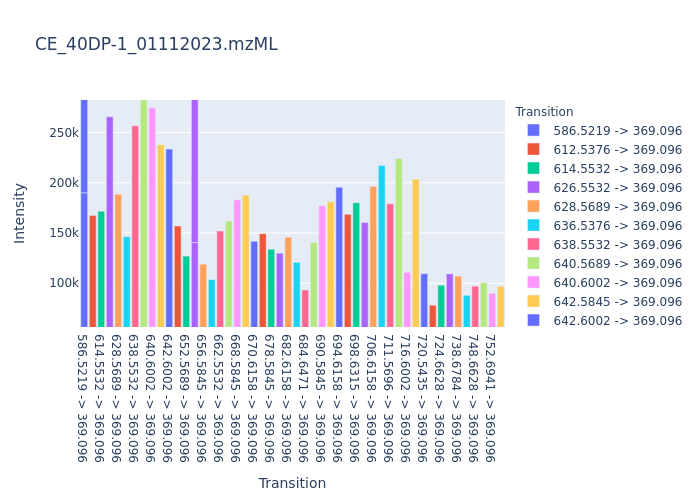 CE_40DP-1_01112023.mzML
Intensity
250k
200k
150k
100k
586.5219 -> 369.096
614.5532 -> 369.096
628.5689 -> 369.096
638.5532 -> 369.096
640.6002 -> 369.096
642.6002 -> 369.096
652.5689 -> 369.096
656.5845 -> 369.096
662.5532 -> 369.096
668.5845 -> 369.096
670.6158 -> 369.096
678.5845 -> 369.096
682.6158 -> 369.096
684.6471 -> 369.096
690.5845 -> 369.096
694.6158 -> 369.096
698.6315 -> 369.096
706.6158 -> 369.096
711.5696 -> 369.096
716.6002 -> 369.096
720.5435 -> 369.096
724.6628 -> 369.096
738.6784 -> 369.096
748.6628 -> 369.096
752.6941 -> 369.096
Transition
Transition
586.5219 -> 369.096
612.5376 -> 369.096
614.5532 -> 369.096
626.5532 -> 369.096
628.5689 -> 369.096
636.5376 -> 369.096
638.5532 -> 369.096
640.5689 -> 369.096
640.6002 -> 369.096
642.5845 -> 369.096
642.6002 -> 369.096